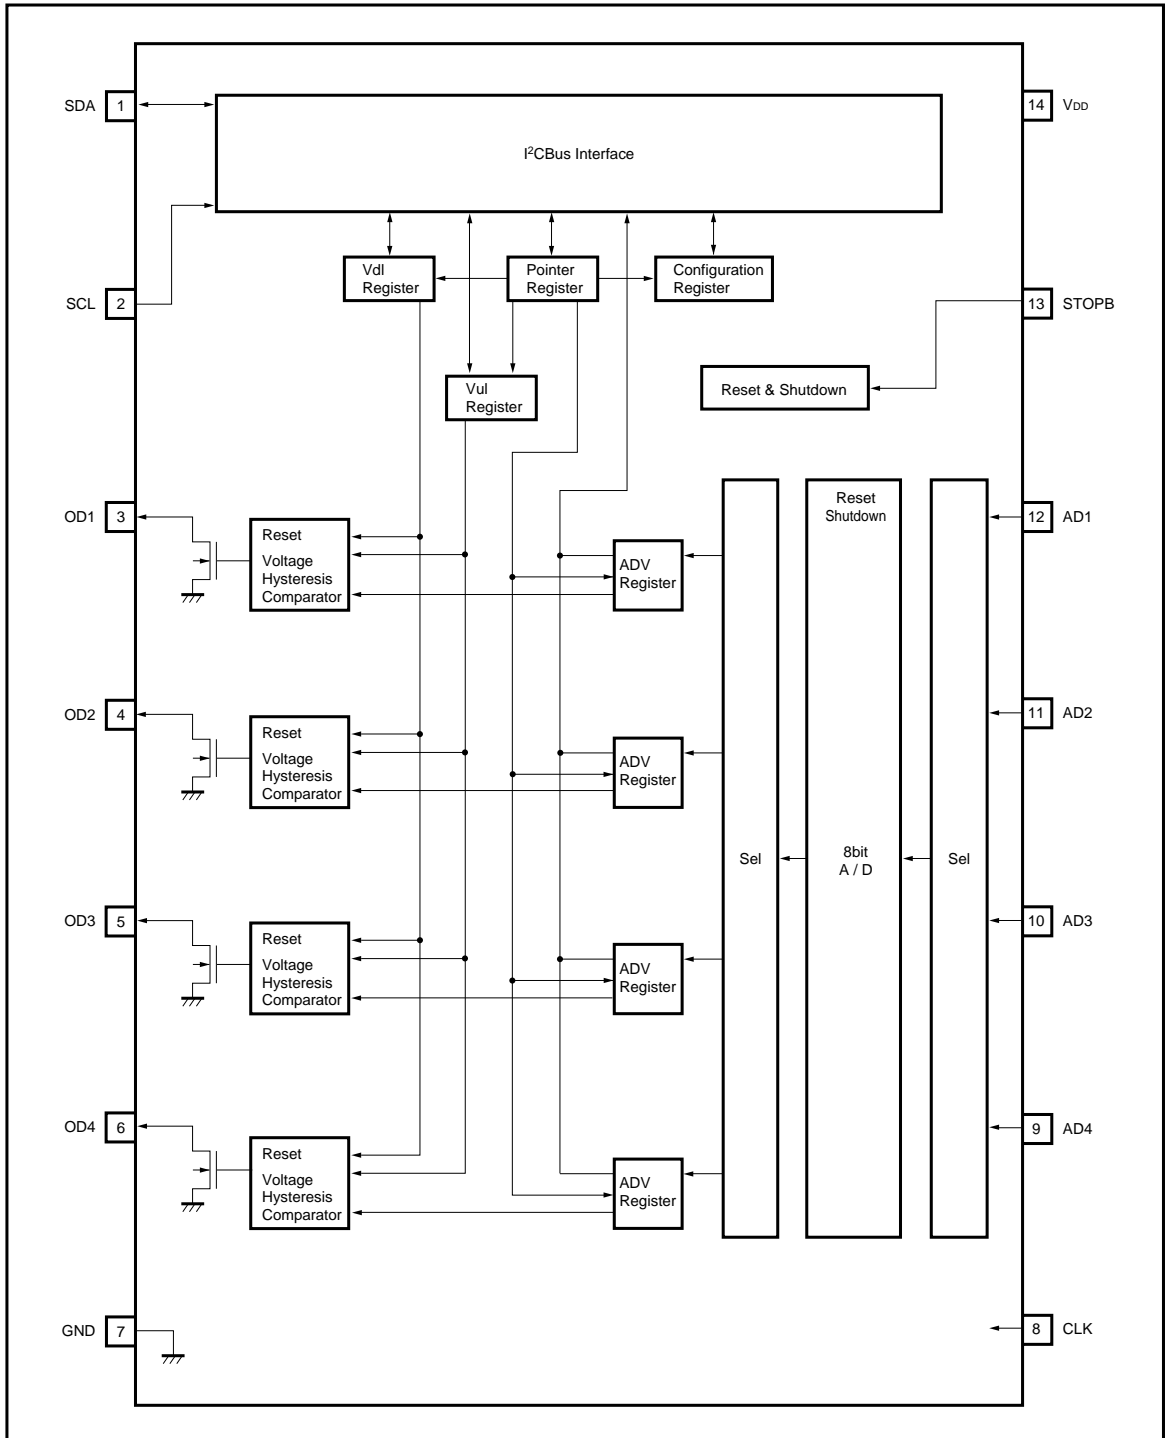 SDA 1
14 VDD
I²CBus Interface
Vdl
Register
Pointer
Register
Configuration
Register
SCL 2
13 STOPB
Vul
Register
Reset & Shutdown
OD1 3
Reset
Voltage
Hysteresis
Comparator
ADV
Register
Reset
Shutdown
12 AD1
OD2 4
Reset
Voltage
Hysteresis
Comparator
ADV
Register
11 AD2
Sel
8bit
A / D
Sel
OD3 5
Reset
Voltage
Hysteresis
Comparator
ADV
Register
10 AD3
OD4 6
Reset
Voltage
Hysteresis
Comparator
ADV
Register
9 AD4
GND 7
8 CLK